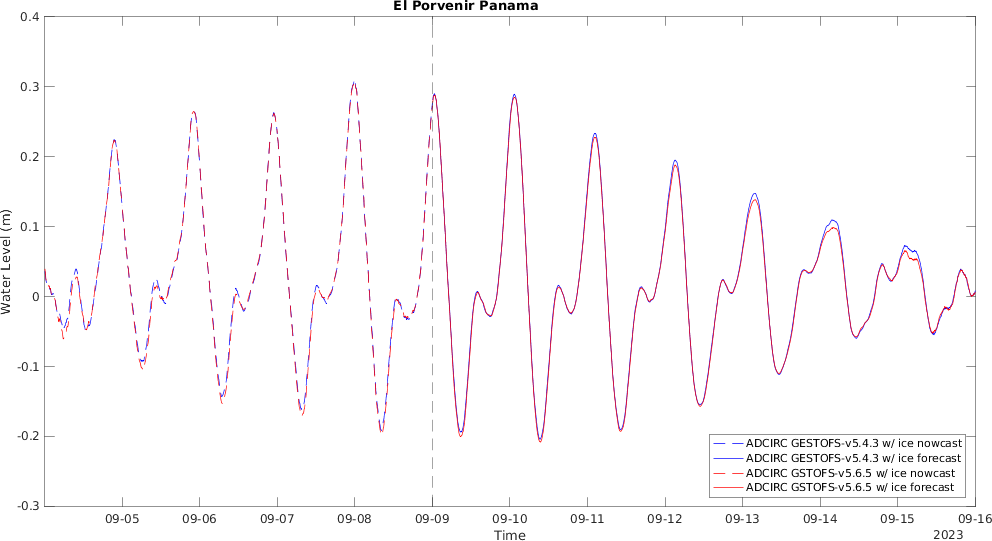 El Porvenir Panama
Water Level (m)
0.4
0.3
0.2
0.1
0
-0.1
-0.2
-0.3
09-05 09-06 09-07 09-08 09-09 09-10 09-11 09-12 09-13 09-14 09-15 09-16
Time
2023
ADCIRC GESTOFS-v5.4.3 w/ ice nowcast
ADCIRC GESTOFS-v5.4.3 w/ ice forecast
ADCIRC GSTOFS-v5.6.5 w/ ice nowcast
ADCIRC GSTOFS-v5.6.5 w/ ice forecast